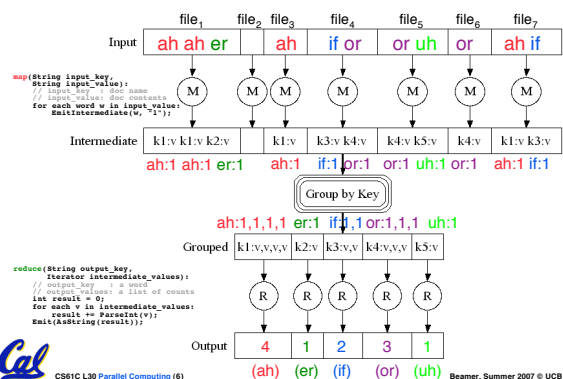 file1 file2 file3 file4 file5 file6 file7
Input ah ah er ah if or or uh or ah if
map(String input_key,
String input_value):
// input_key : doc name
// input_value: doc contents
for each word w in input_value:
EmitIntermediate(w, "1");
M M M M M M M
Intermediate k1:v k1:v k2:v k1:v k3:v k4:v k4:v k5:v k4:v k1:v k3:v
ah:1 ah:1 er:1 ah:1 if:1 or:1 or:1 uh:1 or:1 ah:1 if:1
Group by Key
ah:1,1,1,1 er:1 if:1,1 or:1,1,1 uh:1
Grouped k1:v,v,v,v k2:v k3:v,v k4:v,v,v k5:v
reduce(String output_key,
Iterator intermediate_values):
// output_key : a word
// output_values: a list of counts
int result = 0;
for each v in intermediate_values:
result += ParseInt(v);
Emit(AsString(result));
R R R R R
Output 4 1 2 3 1
(ah) (er) (if) (or) (uh)
Cal
CS61C L30 Parallel Computing (6) Beamer, Summer 2007 © UCB